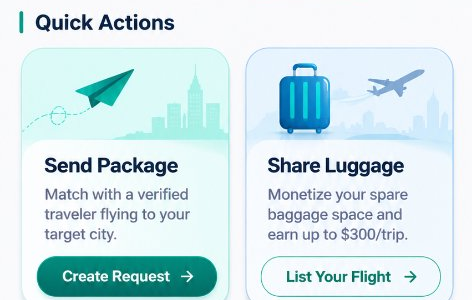 Quick Actions
Send Package
Match with a verified
traveler flying to your
target city.
Create Request →
Share Luggage
Monetize your spare
baggage space and
earn up to $300/trip.
List Your Flight →